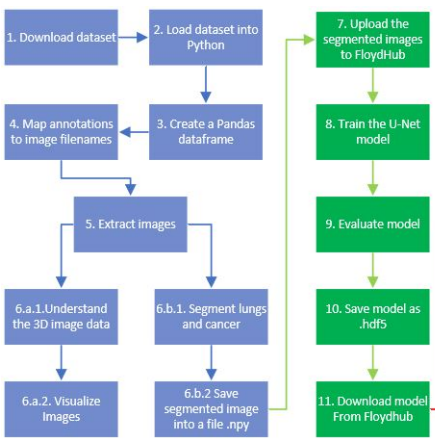 1. Download dataset
2. Load dataset into
Python
3. Create a Pandas
dataframe
4. Map annotations
to image filenames
5. Extract images
6.a.1.Understand
the 3D image data
6.a.2. Visualize
Images
6.b.1. Segment lungs
and cancer
6.b.2 Save
segmented image
into a file .npy
7. Upload the
segmented images
to FloydHub
8. Train the U-Net
model
9. Evaluate model
10. Save model as
.hdf5
11. Download model
From Floydhub